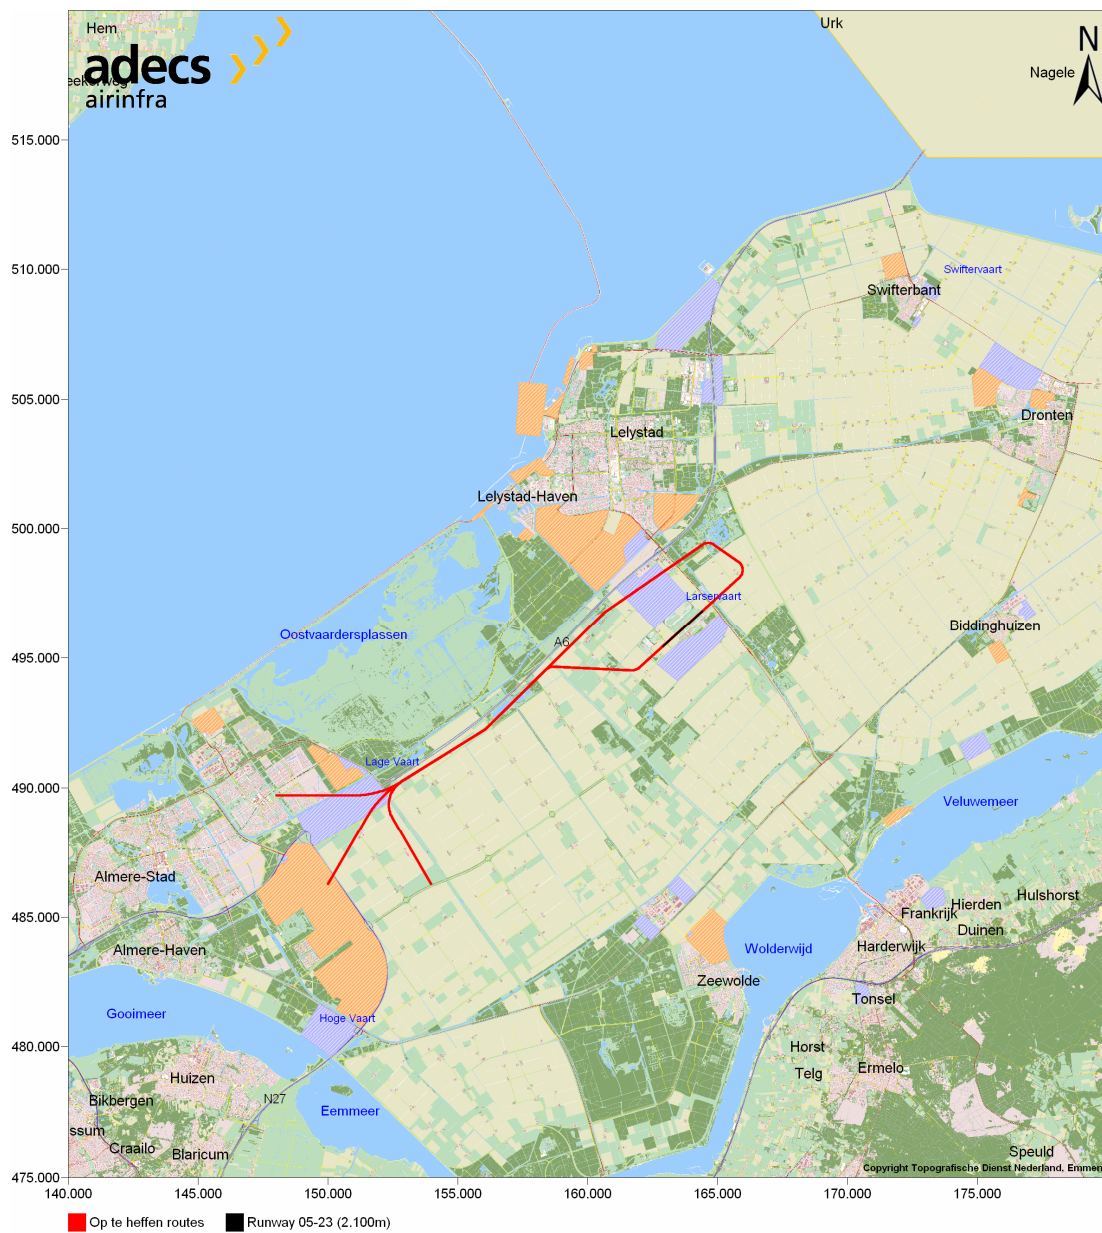 Hem
Urk
N
Nagele
adecs
airinfra
515.000
510.000
Swiftervaart
Swifterbant
505.000
Dronten
Lelystad
Lelystad-Haven
500.000
Larservaart
Biddinghuizen
Oostvaardersplassen
A6
495.000
Lage Vaart
490.000
Veluwemeer
Almere-Stad
Hulshorst
Hierden
Frankrijk
485.000
Duinen
Almere-Haven
Wolderwijd
Harderwijk
Zeewolde
Tonsel
Gooimeer
Hoge Vaart
480.000
Horst
Huizen
Telg
Ermelo
Bikbergen
N27
Eemmeer
ssum
Craailo
Blaricum
Speuld
Copyright Topografische Dienst Nederland, Emmen
475.000
140.000 145.000 150.000 155.000 160.000 165.000 170.000 175.000
Op te heffen routes Runway 05-23 (2.100m)